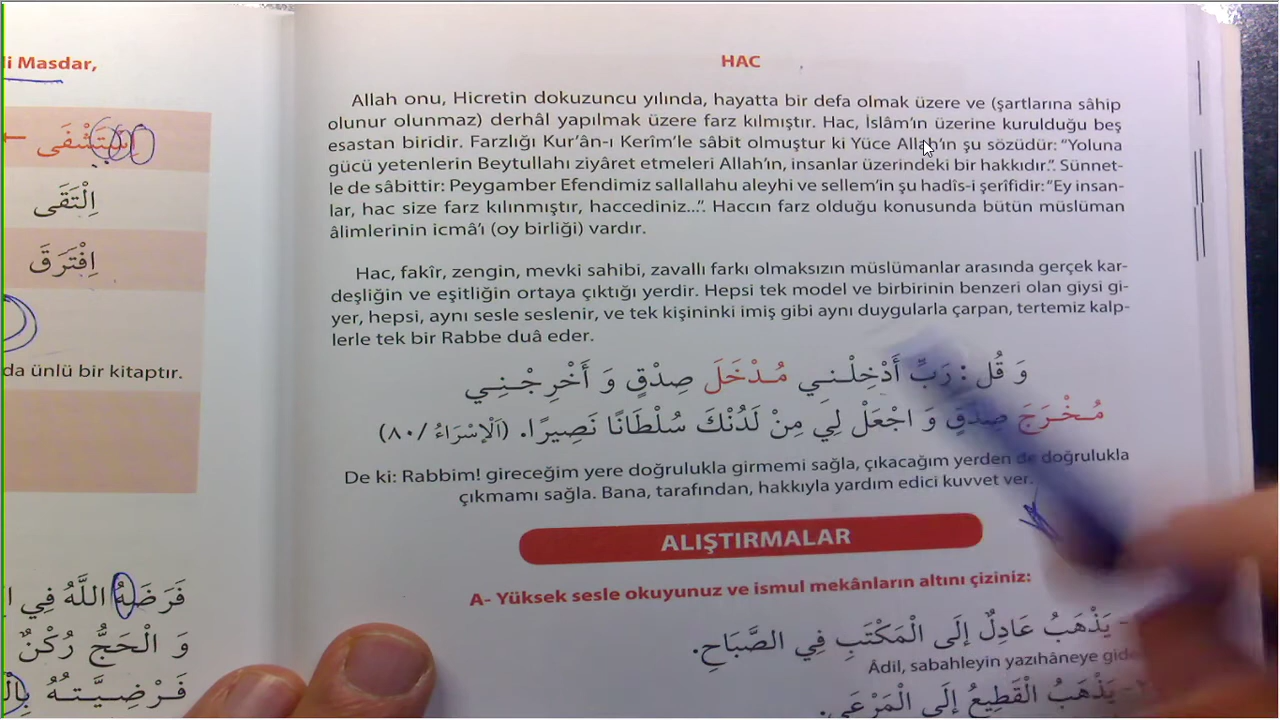 li Masdar,
اِسْتَشْفَى
اِلْتَقَى
اِفْتَرَقَ
da ünlü bir kitaptır.
فَرَضَهُ اللَّهُ فِي
وَ الْحَجُّ رُكْنٌ
فَرْضِيَّتُهُ
HAC
Allah onu, Hicretin dokuzuncu yılında, hayatta bir defa olmak üzere ve (şartlarına sâhip
olunur olunmaz) derhâl yapılmak üzere farz kılmıştır. Hac, İslâm'ın üzerine kurulduğu beş
esastan biridir. Farzlığı Kur'ân-ı Kerîm'le sâbit olmuştur ki Yüce Allah'in şu sözüdür: "Yoluna
gücü yetenlerin Beytullahı ziyâret etmeleri Allah'ın, insanlar üzerindeki bir hakkıdır.". Sünnet-
le de sâbittir: Peygamber Efendimiz sallallahu aleyhi ve sellem'in şu hadîs-i şerîfidir: "Ey insan-
lar, hac size farz kılınmıştır, haccediniz...". Haccın farz olduğu konusunda bütün müslüman
âlimlerinin icmâ'ı (oy birliği) vardır.
Hac, fakîr, zengin, mevki sahibi, zavallı farkı olmaksızın müslümanlar arasında gerçek kar-
deşliğin ve eşitliğin ortaya çıktığı yerdir. Hepsi tek model ve birbirinin benzeri olan giysi gi-
yer, hepsi, aynı sesle seslenir, ve tek kişininki imiş gibi aynı duygularla çarpan, tertemiz kalp-
lerle tek bir Rabbe duâ eder.
وَ قُل : رَبِّ أَدْخِلْنِي مُدْخَلَ صِدْقٍ وَ أَخْرِجْنِي
مُخْرَجَ صِدْقٍ وَ اجْعَلْ لِي مِنْ لَدُنْكَ سُلْطَانًا نَصِيرًا. (اَلْإِسْرَاءُ/٨٠)
De ki: Rabbim! gireceğim yere doğrulukla girmemi sağla, çıkacağım yerden de doğrulukla
çıkmamı sağla. Bana, tarafından, hakkıyla yardım edici kuvvet ver.
ALIŞTIRMALAR
A- Yüksek sesle okuyunuz ve ismul mekânların altını çiziniz:
- يَذْهَبُ عَادِلٌ إِلَى الْمَكْتَبِ فِي الصَّبَاحِ.
Âdil, sabahleyin yazıhâneye gide
- يَذْهَبُ الْقَطِيعُ إِلَى الْمَرْعَى.